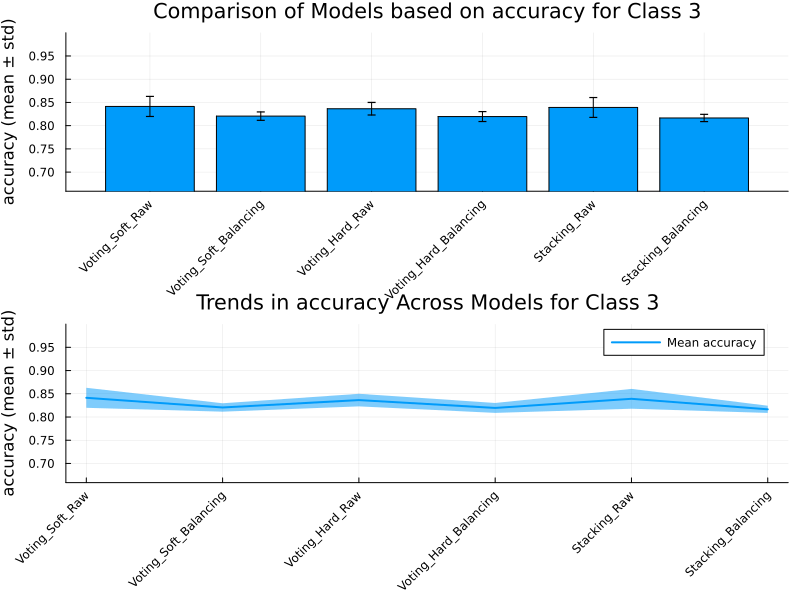 Comparison of Models based on accuracy for Class 3
accuracy (mean ± std)
0.95
0.90
0.85
0.80
0.75
0.70
Voting_Soft_Raw
Voting_Soft_Balancing
Voting_Hard_Raw
Voting_Hard_Balancing
Stacking_Raw
Stacking_Balancing
Trends in accuracy Across Models for Class 3
accuracy (mean ± std)
0.95
0.90
0.85
0.80
0.75
0.70
Mean accuracy
Voting_Soft_Raw
Voting_Soft_Balancing
Voting_Hard_Raw
Voting_Hard_Balancing
Stacking_Raw
Stacking_Balancing